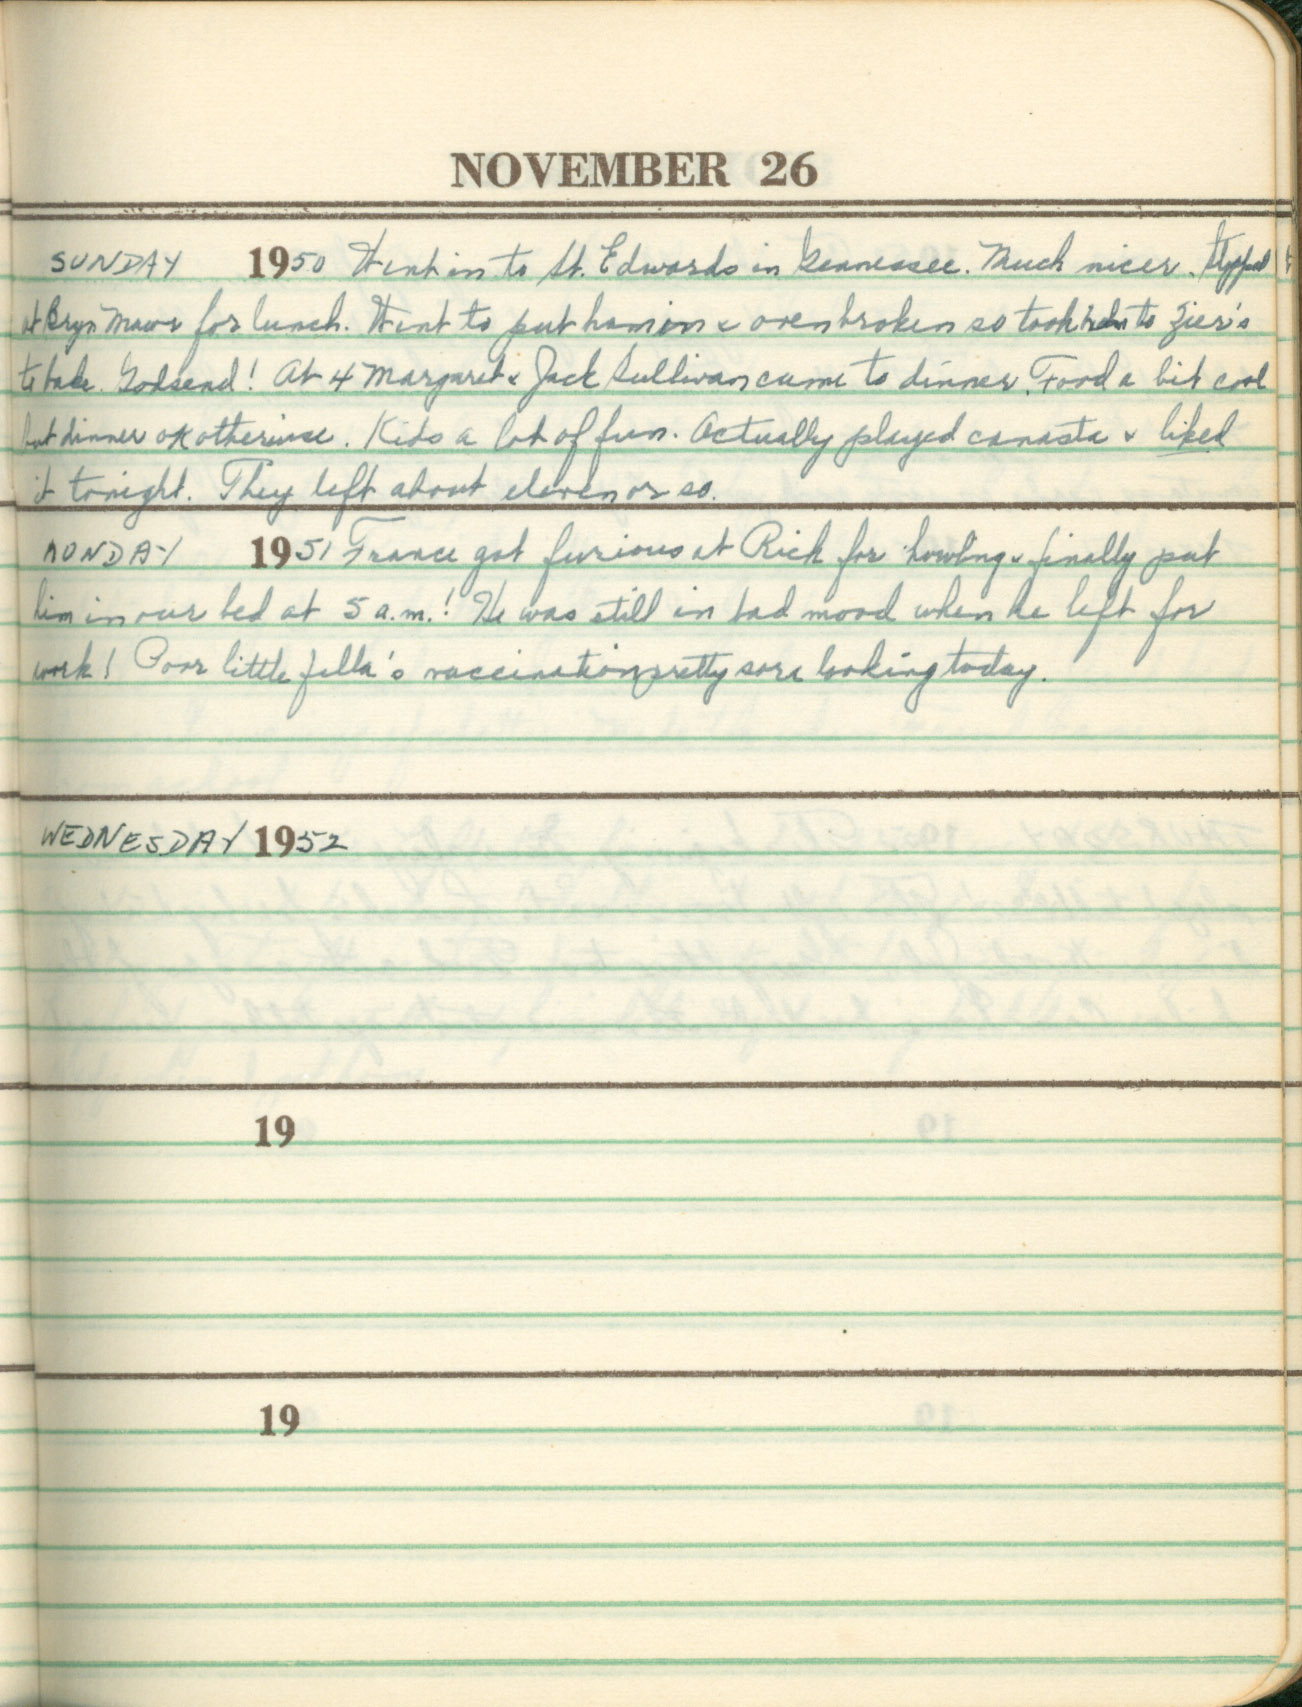 NOVEMBER 26
SUNDAY 1950 Went in to St. Edwards in Gennessee. Much nicer. Stopped
at Bryn Mawr for lunch. Went to put ham in & oven broken so took to Zier's
to bake. Godsend! At 4 Margaret & Jack Sullivan came to dinner. Food a bit cool
but dinner ok otherwise. Kids a lot of fun. Actually played canasta & liked
it tonight. They left about eleven or so.
MONDAY 1951 France got furious at Rick for howling & finally put
him in our bed at 5 a.m.! He was still in bad mood when he left for
work! Poor little fella's vaccination pretty sore looking today.
WEDNESDAY 1952
19
19